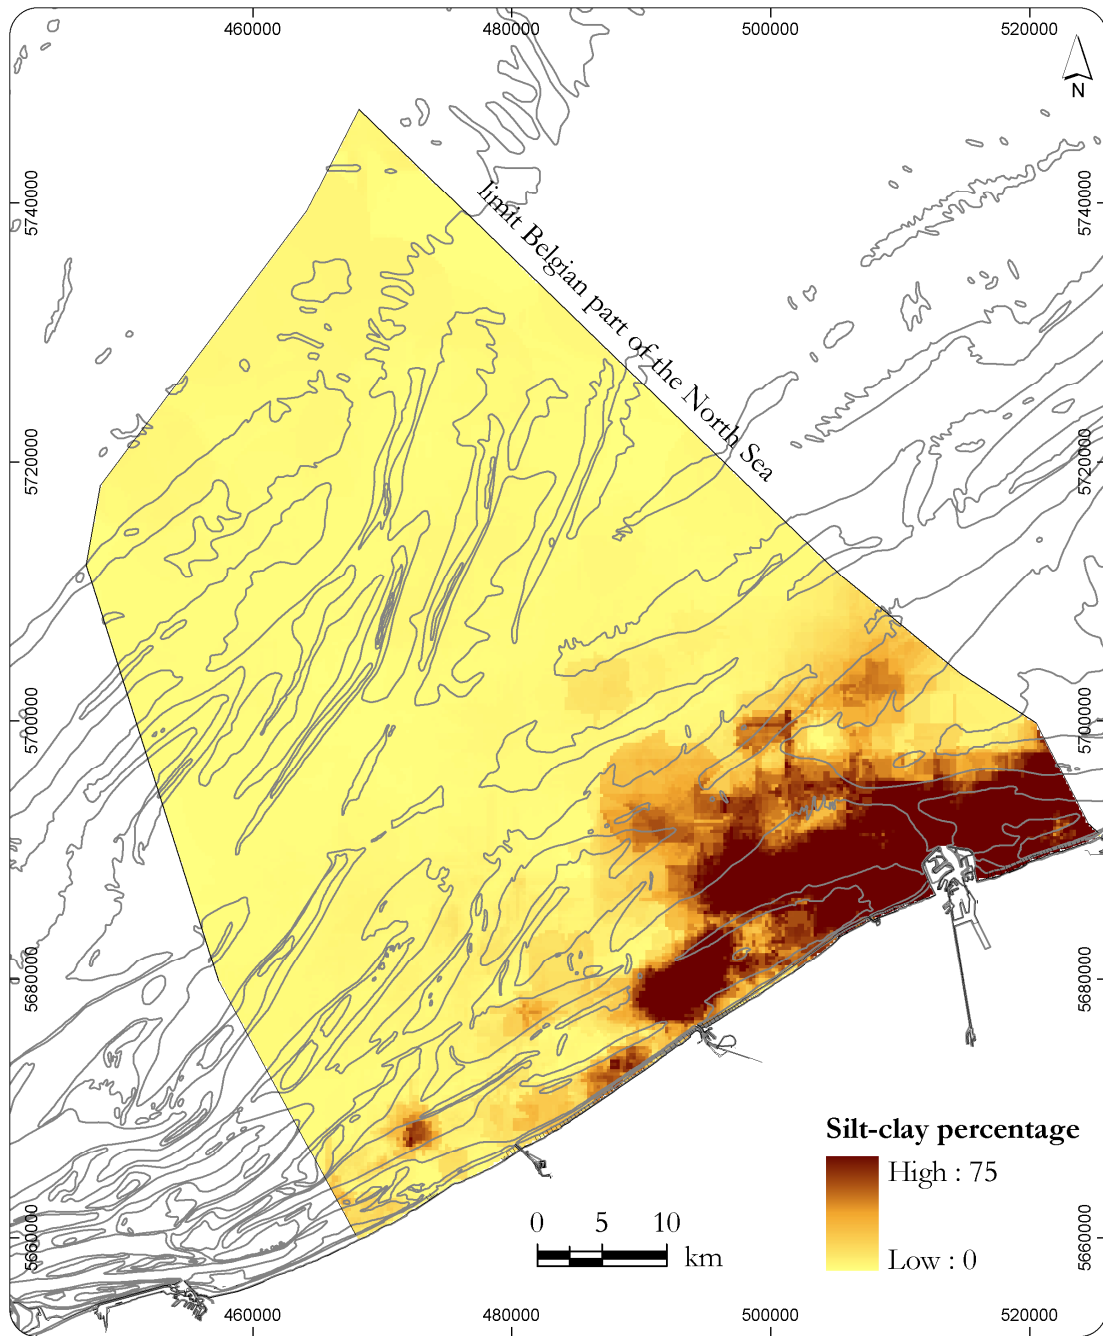 460000 480000 500000 520000
N
5740000 5740000
limit Belgian part of the North Sea
5720000 5720000
5700000 5700000
5680000 5680000
Silt-clay percentage
High : 75
Low : 0
0 5 10
km
5660000 5660000
460000 480000 500000 520000